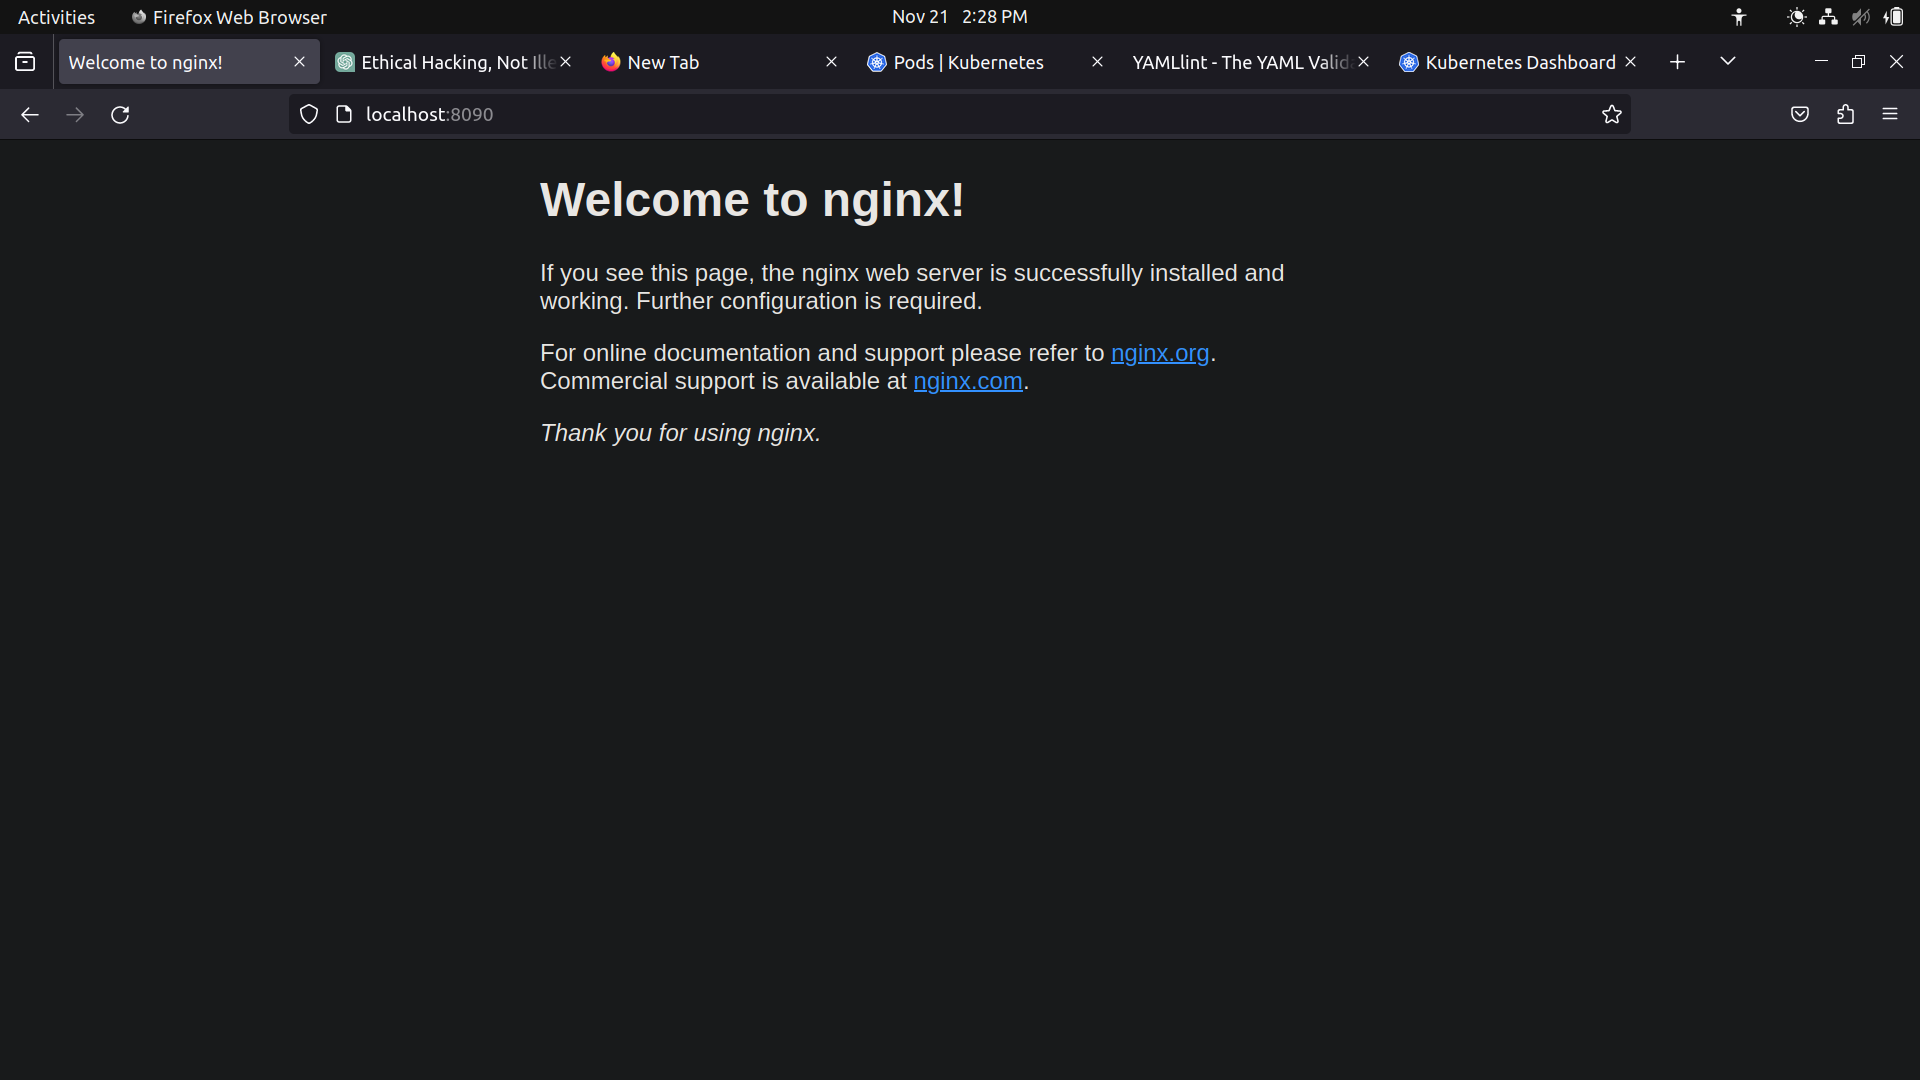 Activities
Firefox Web Browser
Nov 21 2:28 PM
Welcome to nginx!
Ethical Hacking, Not Ille
New Tab
Pods | Kubernetes
YAMLlint - The YAML Valid
Kubernetes Dashboard
localhost:8090
Welcome to nginx!
If you see this page, the nginx web server is successfully installed and
working. Further configuration is required.
For online documentation and support please refer to nginx.org.
Commercial support is available at nginx.com.
Thank you for using nginx.